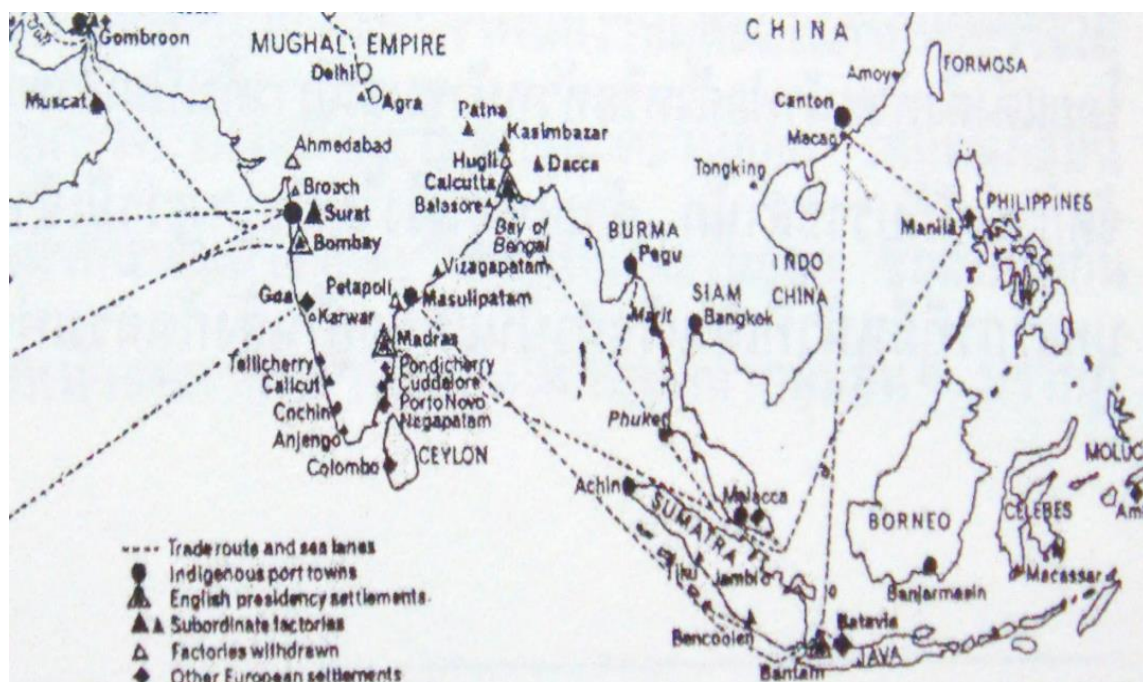 CHINA
MUGHAL EMPIRE
Gombroon
FORMOSA
Delhi
Amoy
Muscat
Agra
Canton
Patna
Macao
Kasimbazar
Ahmedabad
Hugli
Dacca
Tongking
Broach
Calcutta
Surat
Balasore
PHILIPPINES
Manila
Bombay
Bay of
Bengal
BURMA
Pegu
INDO
CHINA
Vizagapatam
Petapoli
Masulipatam
SIAM
Bangkok
Goa
Karwar
Madras
Tellicherry
Pondicherry
Calicut
Cuddalore
Porto Novo
Cochin
Nagapatam
Anjengo
Phuket
CEYLON
Colombo
MOLUC
Achin
Malacca
SUMATRA
BORNEO
CELEBES
Am
Tiku
Jambi
Macassar
Banjarmasin
Bencoolen
Batavia
JAVA
Bantam
Trade route and sea lanes
Indigenous port towns
English presidency settlements
Subordinate factories
Factories withdrawn
Other European settlements